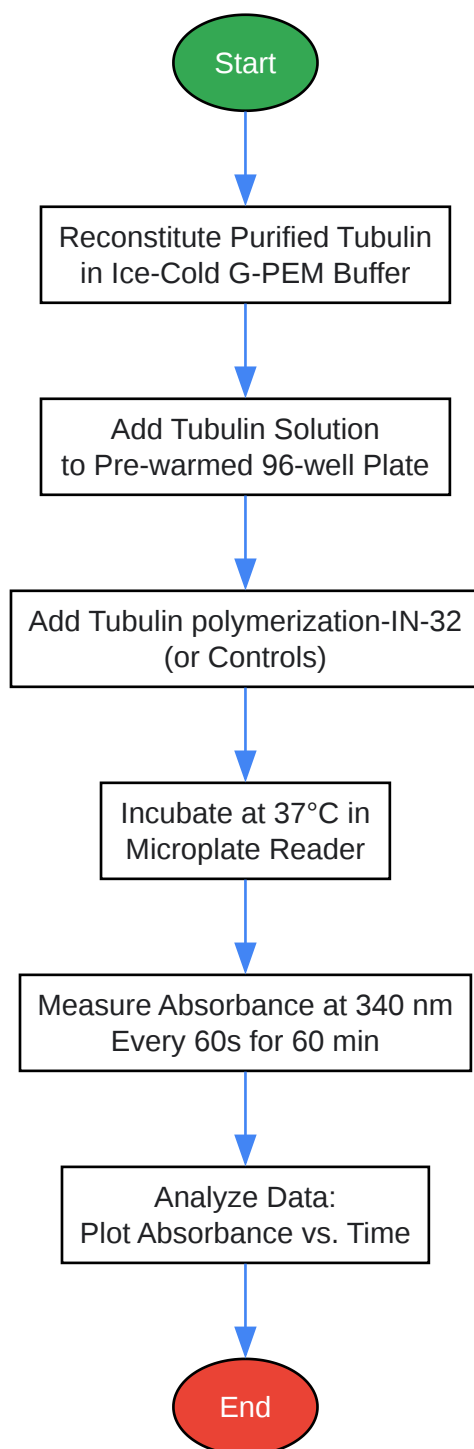 Start
Reconstitute Purified Tubulin
in Ice-Cold G-PEM Buffer
Add Tubulin Solution
to Pre-warmed 96-well Plate
Add Tubulin polymerization-IN-32
(or Controls)
Incubate at 37°C in
Microplate Reader
Measure Absorbance at 340 nm
Every 60s for 60 min
Analyze Data:
Plot Absorbance vs. Time
End